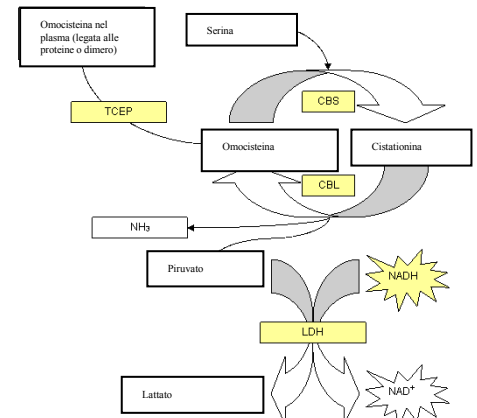 Omocisteina nel
plasma (legata alle
proteine o dimero)
Serina
TCEP
CBS
Omocisteina
Cistationina
CBL
NH₃
Piruvato
NADH
LDH
Lattato
NAD⁺